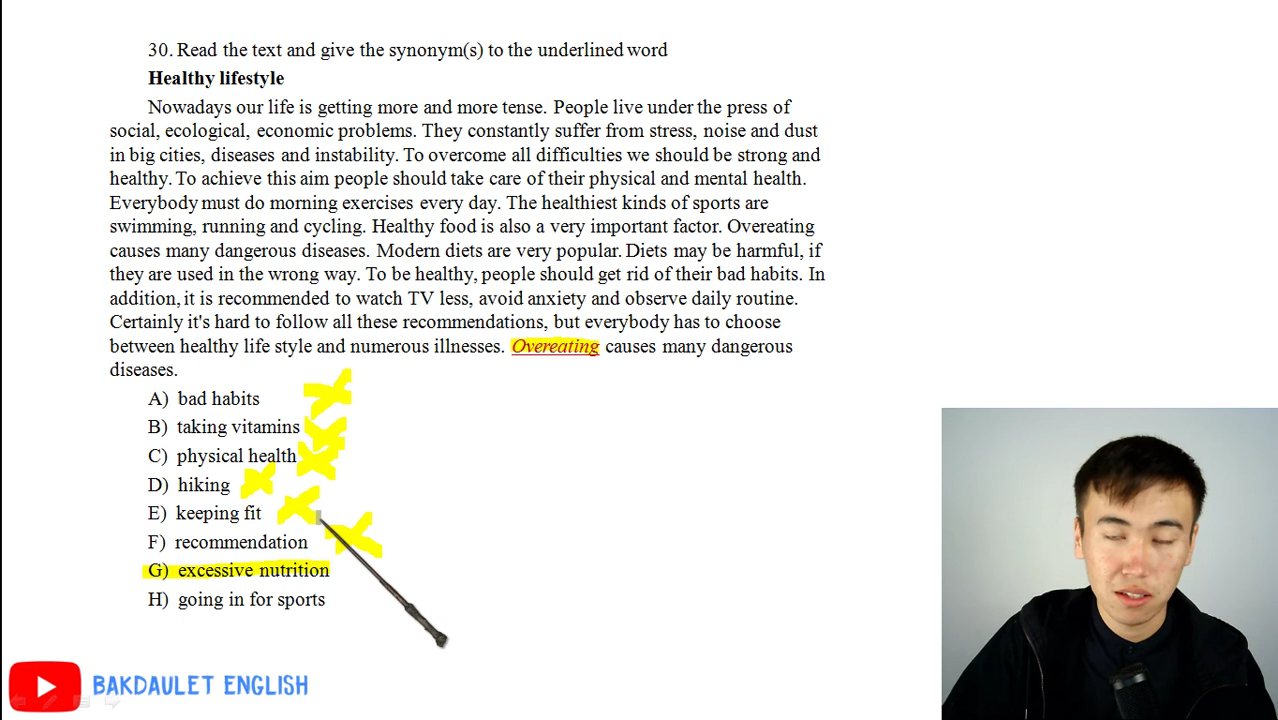 30. Read the text and give the synonym(s) to the underlined word
Healthy lifestyle
Nowadays our life is getting more and more tense. People live under the press of
social, ecological, economic problems. They constantly suffer from stress, noise and dust
in big cities, diseases and instability. To overcome all difficulties we should be strong and
healthy. To achieve this aim people should take care of their physical and mental health.
Everybody must do morning exercises every day. The healthiest kinds of sports are
swimming, running and cycling. Healthy food is also a very important factor. Overeating
causes many dangerous diseases. Modern diets are very popular. Diets may be harmful, if
they are used in the wrong way. To be healthy, people should get rid of their bad habits. In
addition, it is recommended to watch TV less, avoid anxiety and observe daily routine.
Certainly it's hard to follow all these recommendations, but everybody has to choose
between healthy life style and numerous illnesses. Overeating causes many dangerous
diseases.
A) bad habits
B) taking vitamins
C) physical health
D) hiking
E) keeping fit
F) recommendation
G) excessive nutrition
H) going in for sports
BAKDAULET ENGLISH